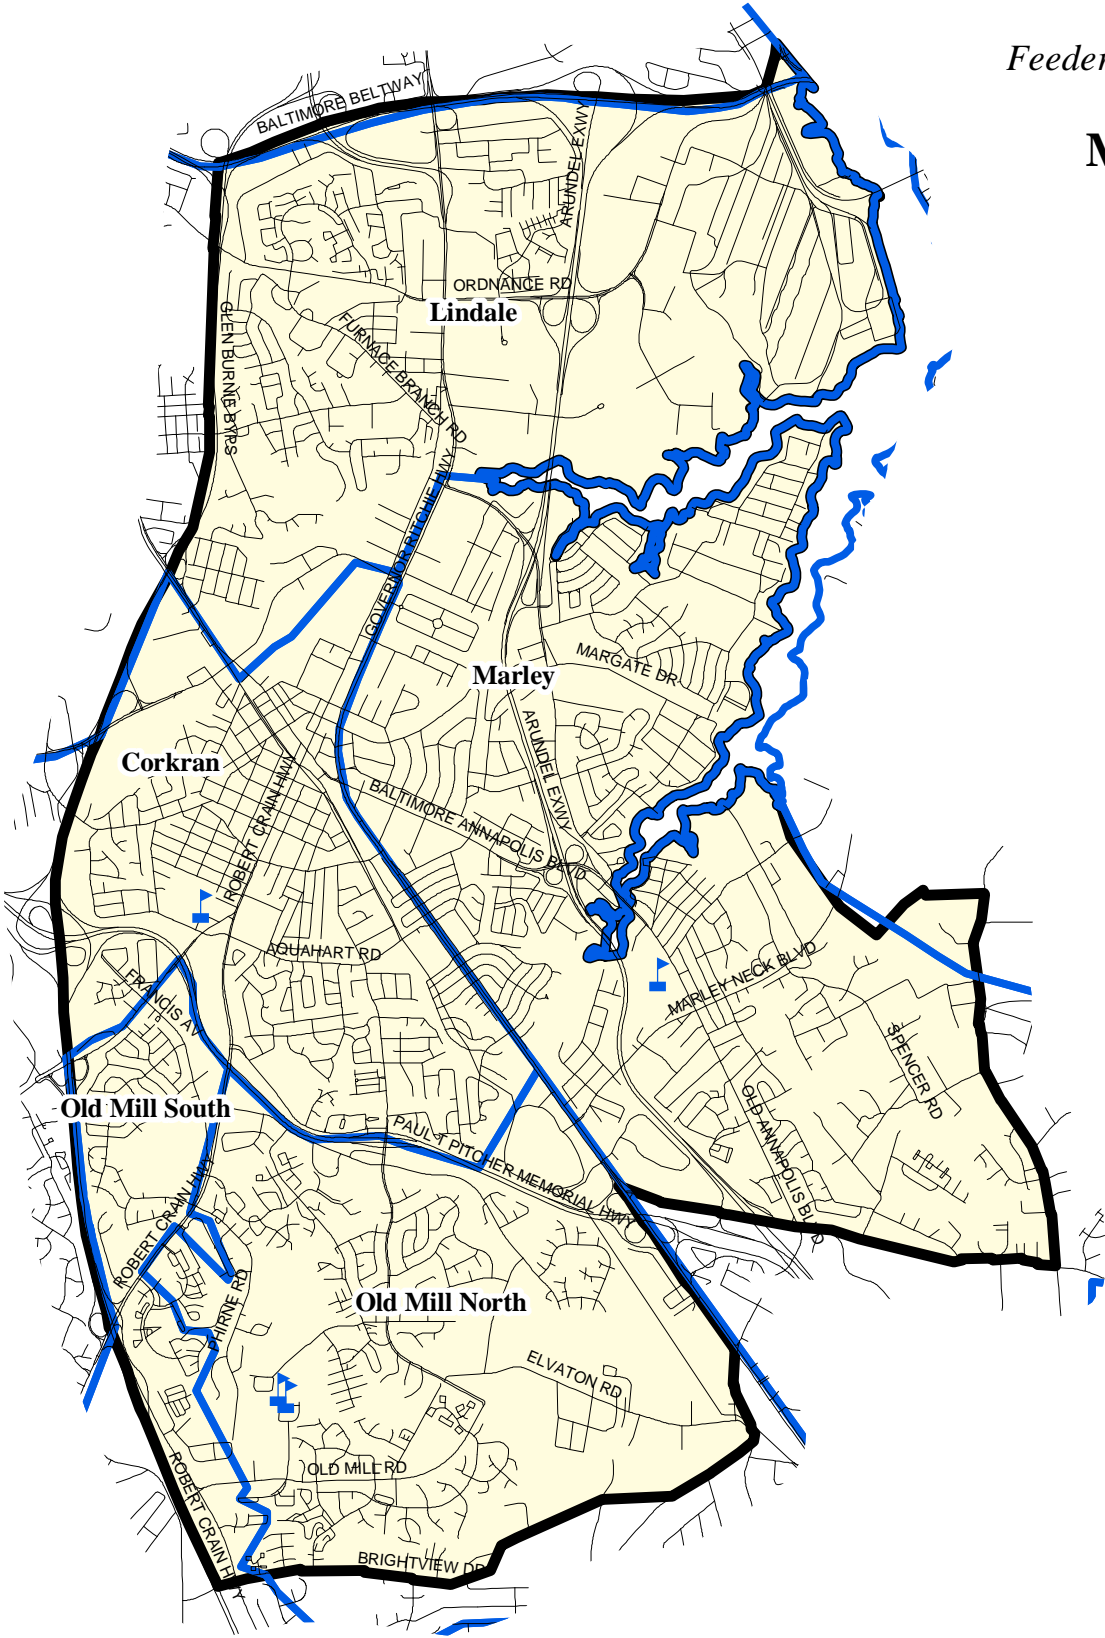 Feeder
M
BALTIMORE BELTWAY
ARUNDEL EXWY
ORDNANCE RD
Lindale
GLEN BURNIE BYPS
FURNACE BRANCH RD
GOVERNOR RITCHIE HWY
MARGATE DR
Marley
ARUNDEL EXWY
Corkran
ROBERT CRAIN HWY
BALTIMORE ANNAPOLIS BLVD
AQUAHART RD
MARLEY NECK BLVD
FRANCIS AV
SPENCER RD
Old Mill South
OLD ANNAPOLIS BLVD
PAUL T PITCHER MEMORIAL HWY
ROBERT CRAIN HWY
PHIRNE RD
Old Mill North
ELVATON RD
OLD MILL RD
ROBERT CRAIN HWY
BRIGHTVIEW DR